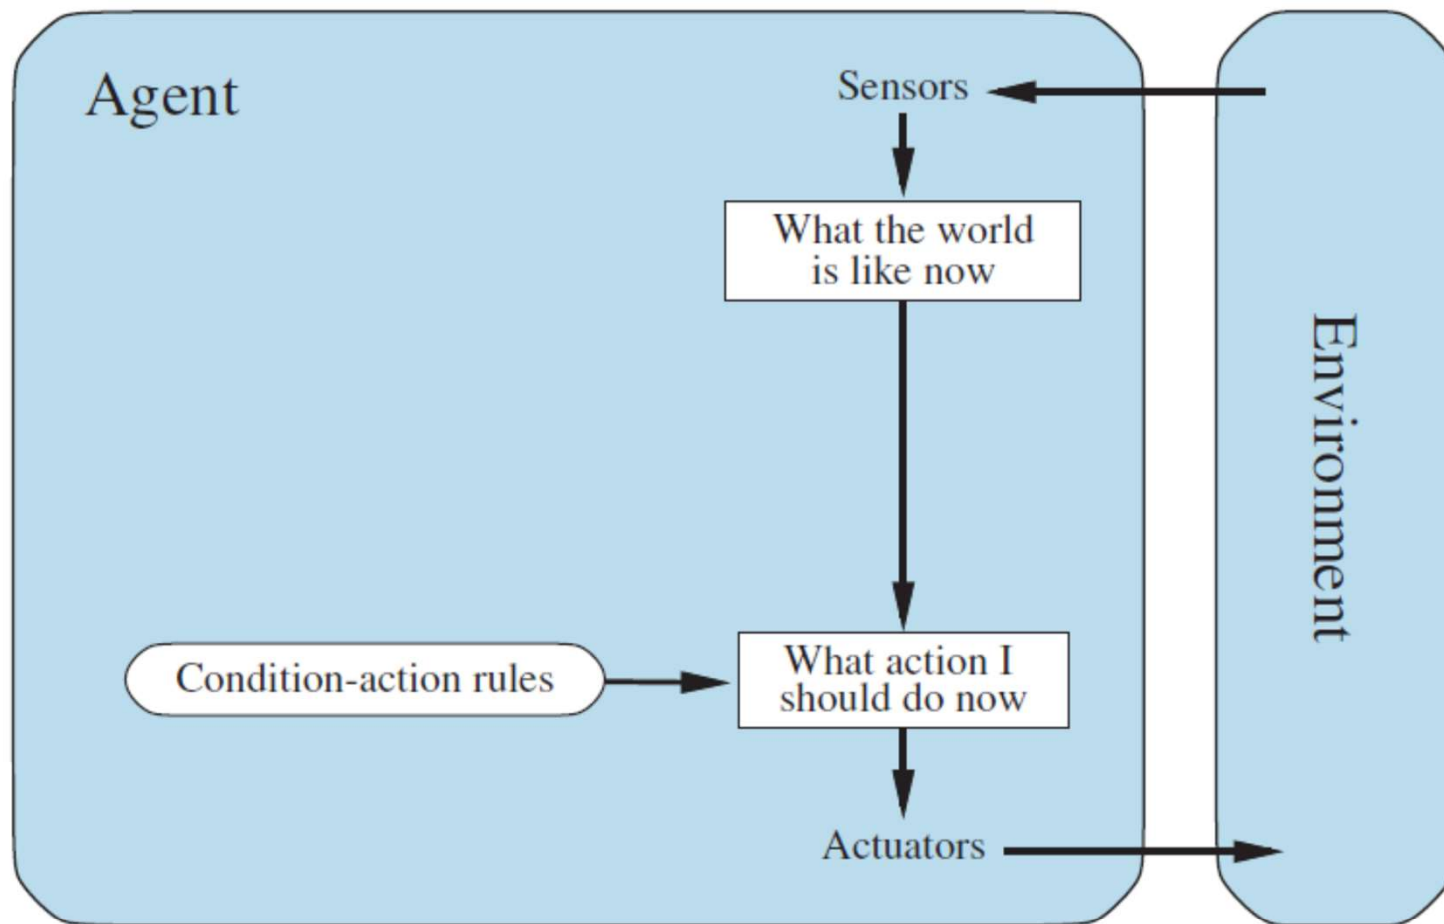 Agent
Sensors
What the world
is like now
Environment
Condition-action rules
What action I
should do now
Actuators